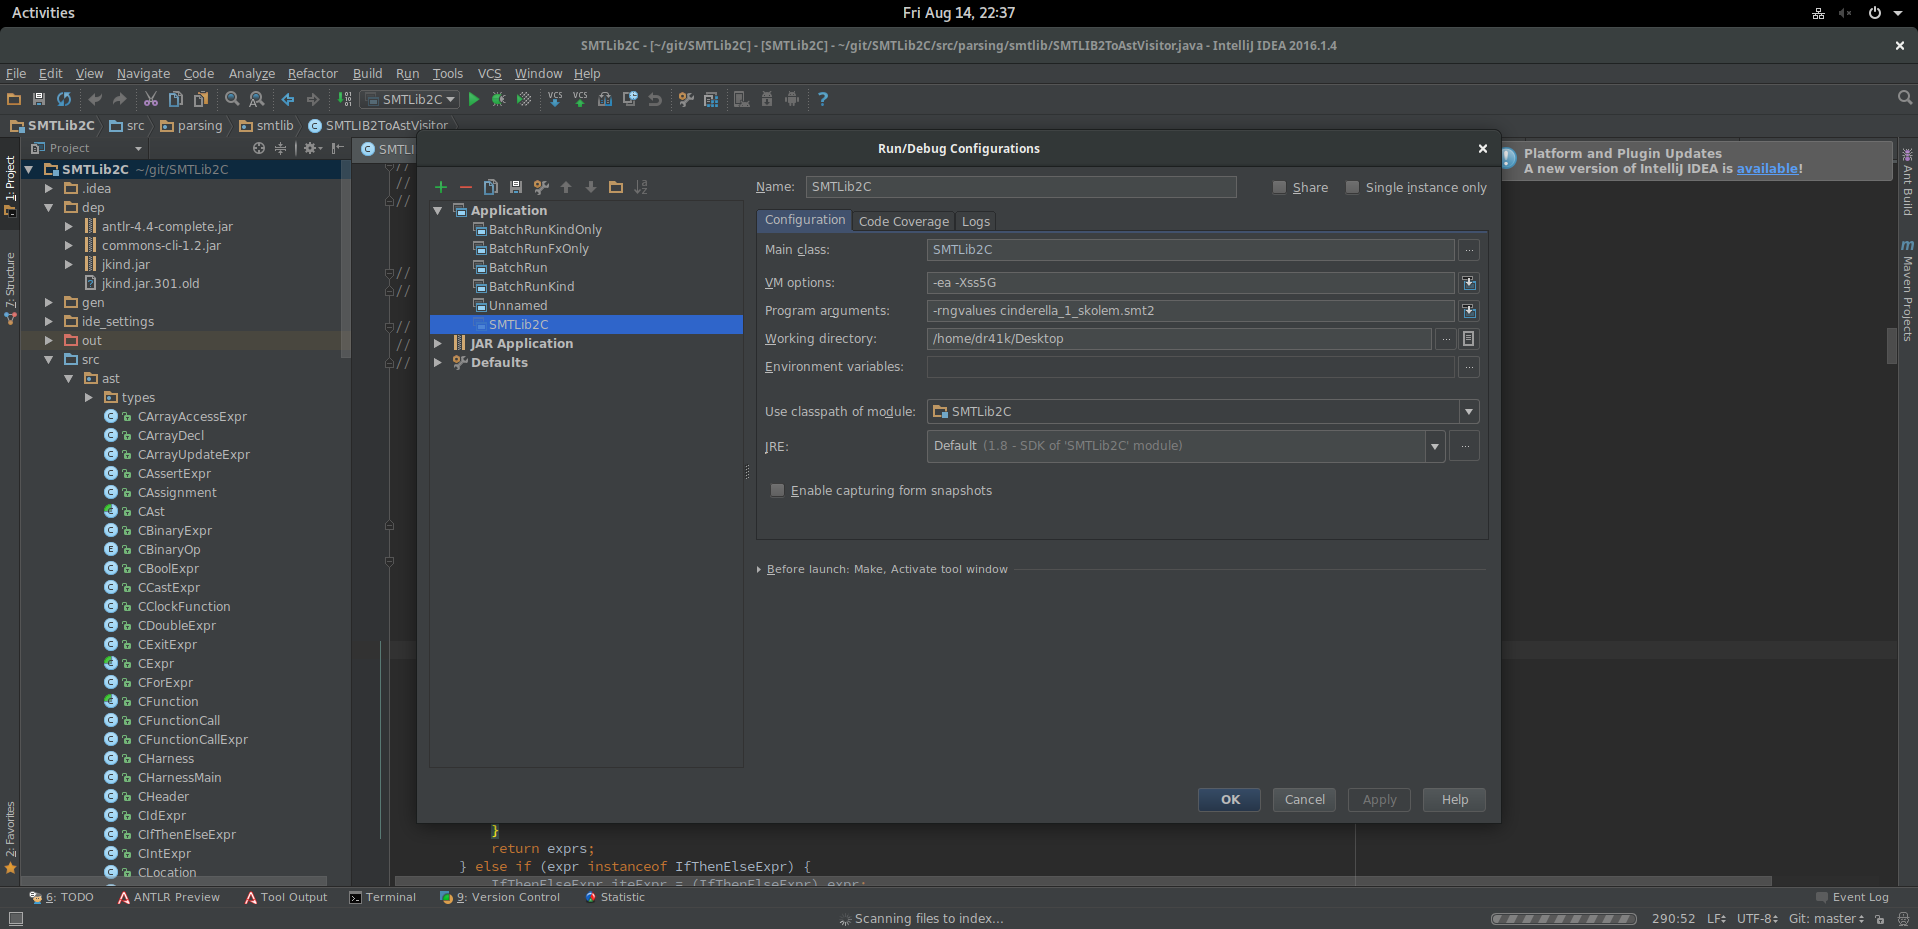 Activities
Fri Aug 14, 22:37
SMTLib2C - [~/git/SMTLib2C] - [SMTLib2C] - ~/git/SMTLib2C/src/parsing/smtlib/SMTLIB2ToAstVisitor.java - IntelliJ IDEA 2016.1.4
File Edit View Navigate Code Analyze Refactor Build Run Tools VCS Window Help
SMTLib2C
SMTLib2C src parsing smtlib SMTLIB2ToAstVisitor
1: Project
7: Structure
2: Favorites
Project
SMTLib2C ~/git/SMTLib2C
.idea
dep
antlr-4.4-complete.jar
commons-cli-1.2.jar
jkind.jar
jkind.jar.301.old
gen
ide_settings
out
src
ast
types
CArrayAccessExpr
CArrayDecl
CArrayUpdateExpr
CAssertExpr
CAssignment
CAst
CBinaryExpr
CBinaryOp
CBoolExpr
CCastExpr
CClockFunction
CDoubleExpr
CExitExpr
CExpr
CForExpr
CFunction
CFunctionCall
CFunctionCallExpr
CHarness
CHarnessMain
CHeader
CIdExpr
CIfThenElseExpr
CIntExpr
CLocation
SMTLI
//
//
//
//
//
//
//
//
Run/Debug Configurations
Application
BatchRunKindOnly
BatchRunFxOnly
BatchRun
BatchRunKind
Unnamed
SMTLib2C
JAR Application
Defaults
Name: SMTLib2C Share Single instance only
Configuration Code Coverage Logs
Main class: SMTLib2C ...
VM options: -ea -Xss5G
Program arguments: -rngvalues cinderella_1_skolem.smt2
Working directory: /home/dr41k/Desktop ...
Environment variables: ...
Use classpath of module: SMTLib2C
JRE: Default (1.8 - SDK of 'SMTLib2C' module) ...
Enable capturing form snapshots
Before launch: Make, Activate tool window
OK Cancel Apply Help
Platform and Plugin Updates
A new version of IntelliJ IDEA is available!
Ant Build
Maven Projects
}
return exprs;
} else if (expr instanceof IfThenElseExpr) {
IfThenElseExpr iteExpr = (IfThenElseExpr) expr;
6: TODO ANTLR Preview Tool Output Terminal 9: Version Control Statistic Event Log
Scanning files to index... 290:52 LF UTF-8 Git: master